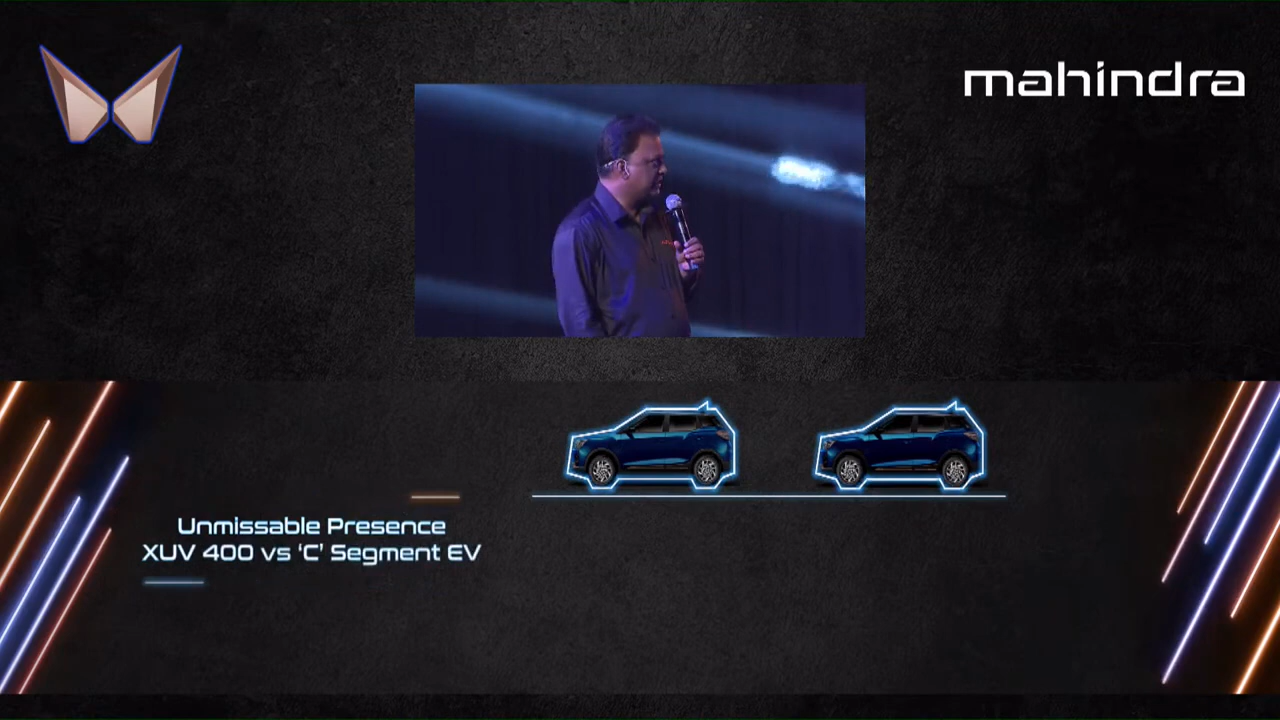 mahindra
Unmissable Presence
XUV 400 vs ‘C’ Segment EV